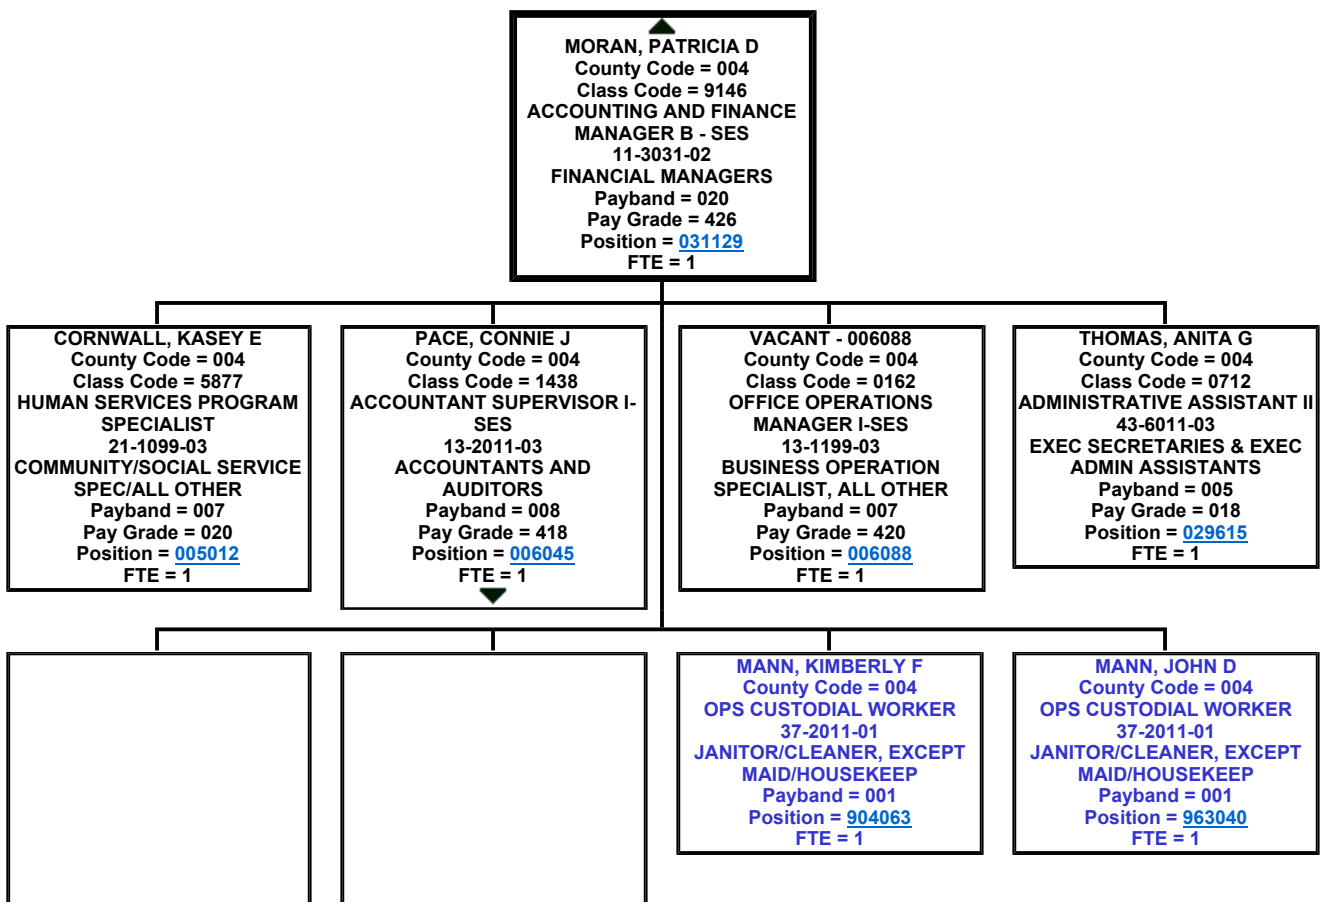 MORAN, PATRICIA D
County Code = 004
Class Code = 9146
ACCOUNTING AND FINANCE
MANAGER B - SES
11-3031-02
FINANCIAL MANAGERS
Payband = 020
Pay Grade = 426
Position = 031129
FTE = 1
CORNWALL, KASEY E
County Code = 004
Class Code = 5877
HUMAN SERVICES PROGRAM
SPECIALIST
21-1099-03
COMMUNITY/SOCIAL SERVICE
SPEC/ALL OTHER
Payband = 007
Pay Grade = 020
Position = 005012
FTE = 1
PACE, CONNIE J
County Code = 004
Class Code = 1438
ACCOUNTANT SUPERVISOR I-
SES
13-2011-03
ACCOUNTANTS AND
AUDITORS
Payband = 008
Pay Grade = 418
Position = 006045
FTE = 1
VACANT - 006088
County Code = 004
Class Code = 0162
OFFICE OPERATIONS
MANAGER I-SES
13-1199-03
BUSINESS OPERATION
SPECIALIST, ALL OTHER
Payband = 007
Pay Grade = 420
Position = 006088
FTE = 1
THOMAS, ANITA G
County Code = 004
Class Code = 0712
ADMINISTRATIVE ASSISTANT II
43-6011-03
EXEC SECRETARIES & EXEC
ADMIN ASSISTANTS
Payband = 005
Pay Grade = 018
Position = 029615
FTE = 1
MANN, KIMBERLY F
County Code = 004
OPS CUSTODIAL WORKER
37-2011-01
JANITOR/CLEANER, EXCEPT
MAID/HOUSEKEEP
Payband = 001
Position = 904063
FTE = 1
MANN, JOHN D
County Code = 004
OPS CUSTODIAL WORKER
37-2011-01
JANITOR/CLEANER, EXCEPT
MAID/HOUSEKEEP
Payband = 001
Position = 963040
FTE = 1